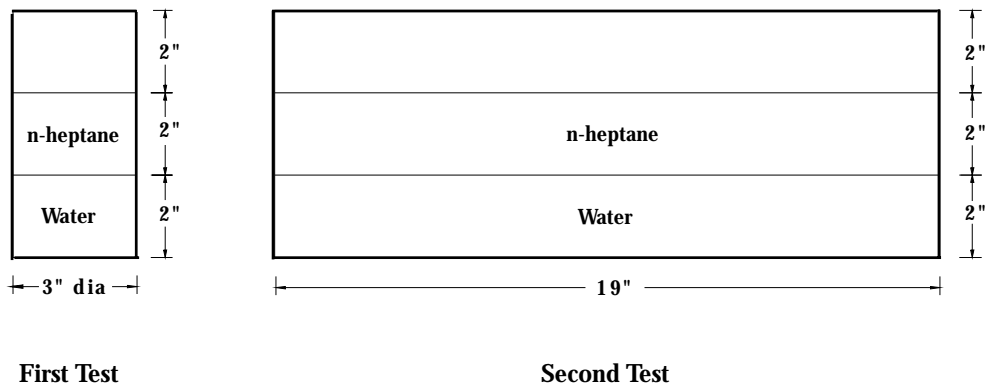 2"
2"
n-heptane
n-heptane
2"
2"
Water
Water
2"
2"
3" dia
19"
First Test
Second Test